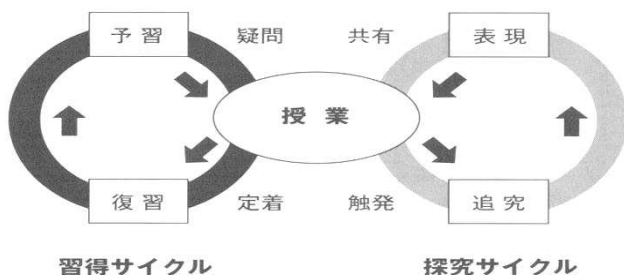 予習 疑問 共有 表現
授業
復習 定着 触発 追究
習得サイクル 探究サイクル